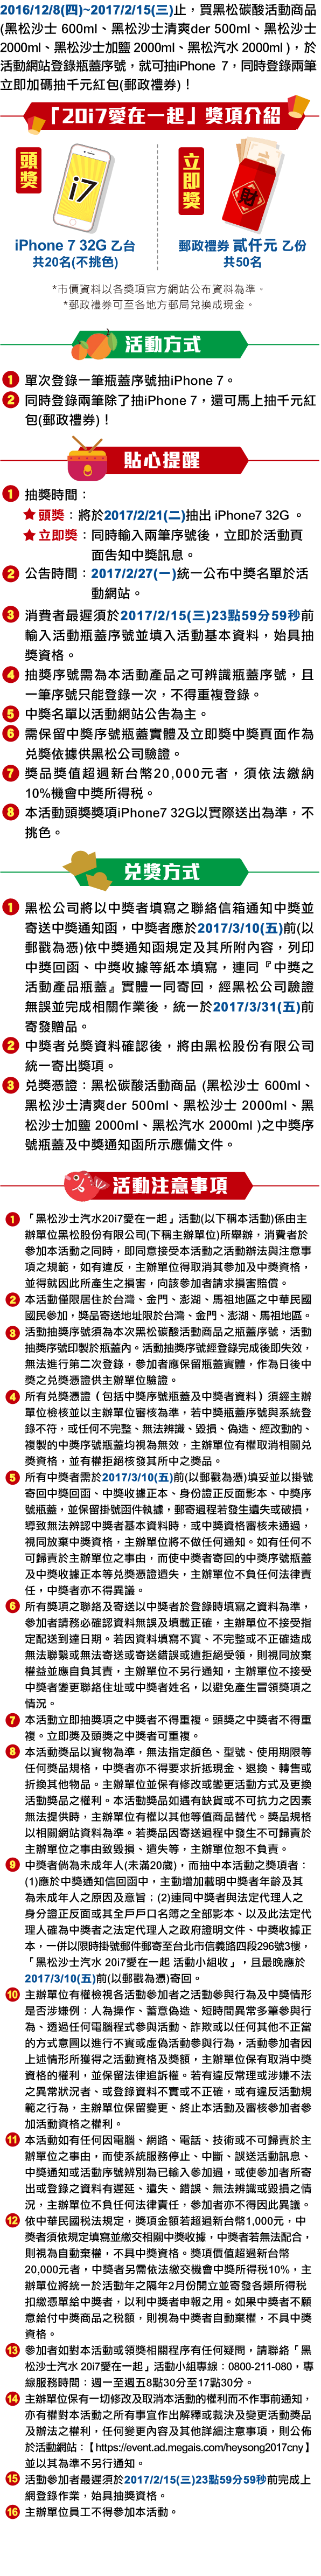 2016/12/8(四)~2017/2/15(三)止，買黑松碳酸活動商品
(黑松沙士 600ml、黑松沙士清爽der 500ml、黑松沙士
2000ml、黑松沙士加鹽 2000ml、黑松汽水 2000ml )，於
活動網站登錄瓶蓋序號，就可抽iPhone 7，同時登錄兩筆
立即加碼抽千元紅包(郵政禮券)！
「20i7愛在一起」獎項介紹
頭獎
i7
立即獎
財
iPhone 7 32G 乙台
共20名(不挑色)
郵政禮券 貳仟元 乙份
共50名
*市價資料以各獎項官方網站公布資料為準。
*郵政禮券可至各地方郵局兌換成現金。
活動方式
1 單次登錄一筆瓶蓋序號抽iPhone 7。
2 同時登錄兩筆除了抽iPhone 7，還可馬上抽千元紅
包(郵政禮券)！
貼心提醒
1 抽獎時間：
★ 頭獎：將於2017/2/21(二)抽出 iPhone7 32G 。
★ 立即獎：同時輸入兩筆序號後，立即於活動頁
面告知中獎訊息。
2 公告時間：2017/2/27(一)統一公布中獎名單於活
動網站。
3 消費者最遲須於2017/2/15(三)23點59分59秒前
輸入活動瓶蓋序號並填入活動基本資料，始具抽
獎資格。
4 抽獎序號需為本活動產品之可辨識瓶蓋序號，且
一筆序號只能登錄一次，不得重複登錄。
5 中獎名單以活動網站公告為主。
6 需保留中獎序號瓶蓋實體及立即獎中獎頁面作為
兌獎依據供黑松公司驗證。
7 獎品獎值超過新台幣20,000元者，須依法繳納
10%機會中獎所得稅。
8 本活動頭獎獎項iPhone7 32G以實際送出為準，不
挑色。
兌獎方式
1 黑松公司將以中獎者填寫之聯絡信箱通知中獎並
寄送中獎通知函，中獎者應於2017/3/10(五)前(以
郵戳為憑)依中獎通知函規定及其所附內容，列印
中獎回函、中獎收據等紙本填寫，連同『中獎之
活動產品瓶蓋』實體一同寄回，經黑松公司驗證
無誤並完成相關作業後，統一於2017/3/31(五)前
寄發贈品。
2 中獎者兌獎資料確認後，將由黑松股份有限公司
統一寄出獎項。
3 兌獎憑證：黑松碳酸活動商品 (黑松沙士 600ml、
黑松沙士清爽der 500ml、黑松沙士 2000ml、黑
松沙士加鹽 2000ml、黑松汽水 2000ml )之中獎序
號瓶蓋及中獎通知函所示應備文件。
活動注意事項
1 「黑松沙士汽水20i7愛在一起」活動(以下稱本活動)係由主
辦單位黑松股份有限公司(下稱主辦單位)所舉辦，消費者於
參加本活動之同時，即同意接受本活動之活動辦法與注意事
項之規範，如有違反，主辦單位得取消其參加及中獎資格，
並得就因此所產生之損害，向該參加者請求損害賠償。
2 本活動僅限居住於台灣、金門、澎湖、馬祖地區之中華民國
國民參加，獎品寄送地址限於台灣、金門、澎湖、馬祖地區。
3 活動抽獎序號須為本次黑松碳酸活動商品之瓶蓋序號，活動
抽獎序號印製於瓶蓋內。活動抽獎序號經登錄完成後即失效，
無法進行第二次登錄，參加者應保留瓶蓋實體，作為日後中
獎之兌獎憑證供主辦單位驗證。
4 所有兌獎憑證（包括中獎序號瓶蓋及中獎者資料）須經主辦
單位檢核並以主辦單位審核為準，若中獎瓶蓋序號與系統登
錄不符，或任何不完整、無法辨識、毀損、偽造、經改動的、
複製的中獎序號瓶蓋均視為無效，主辦單位有權取消相關兌
獎資格，並有權拒絕核發其所中之獎品。
5 所有中獎者需於2017/3/10(五)前(以郵戳為憑)填妥並以掛號
寄回中獎回函、中獎收據正本、身份證正反面影本、中獎序
號瓶蓋，並保留掛號函件執據，郵寄過程若發生遺失或破損，
導致無法辨認中獎者基本資料時，或中獎資格審核未通過，
視同放棄中獎資格，主辦單位將不做任何通知。如有任何不
可歸責於主辦單位之事由，而使中獎者寄回的中獎序號瓶蓋
及中獎收據正本等兌獎憑證遺失，主辦單位不負任何法律責
任，中獎者亦不得異議。
6 所有獎項之聯絡及寄送以中獎者於登錄時填寫之資料為準，
參加者請務必確認資料無誤及填載正確，主辦單位不接受指
定配送到達日期。若因資料填寫不實、不完整或不正確造成
無法聯繫或無法寄送或寄送錯誤或遭拒絕受領，則視同放棄
權益並應自負其責，主辦單位不另行通知，主辦單位不接受
中獎者變更聯絡住址或中獎者姓名，以避免產生冒領獎項之
情況。
7 本活動立即抽獎項之中獎者不得重複。頭獎之中獎者不得重
複。立即獎及頭獎之中獎者可重複。
8 本活動獎品以實物為準，無法指定顏色、型號、使用期限等
任何獎品規格，中獎者亦不得要求折抵現金、退換、轉售或
折換其他物品。主辦單位並保有修改或變更活動方式及更換
活動獎品之權利。本活動獎品如遇有缺貨或不可抗力之因素
無法提供時，主辦單位有權以其他等值商品替代。獎品規格
以相關網站資料為準。若獎品因寄送過程中發生不可歸責於
主辦單位之事由致毀損、遺失等，主辦單位恕不負責。
9 中獎者倘為未成年人(未滿20歲)，而抽中本活動之獎項者：
(1)應於中獎通知信回函中，主動增加載明中獎者年齡及其
為未成年人之原因及意旨；(2)連同中獎者與法定代理人之
身分證正反面或其全戶戶口名簿之全部影本、以及此法定代
理人確為中獎者之法定代理人之政府證明文件、中獎收據正
本，一併以限時掛號郵件郵寄至台北市信義路四段296號3樓，
「黑松沙士汽水 20i7愛在一起 活動小組收」，且最晚應於
2017/3/10(五)前(以郵戳為憑)寄回。
10 主辦單位有權檢視各活動參加者之活動參與行為及中獎情形
是否涉嫌例：人為操作、蓄意偽造、短時間異常多筆參與行
為、透過任何電腦程式參與活動、詐欺或以任何其他不正當
的方式意圖以進行不實或虛偽活動參與行為，活動參加者因
上述情形所獲得之活動資格及獎額，主辦單位保有取消中獎
資格的權利，並保留法律追訴權。若有違反常理或涉嫌不法
之異常狀況者、或登錄資料不實或不正確，或有違反活動規
範之行為，主辦單位保留變更、終止本活動及審核參加者參
加活動資格之權利。
11 本活動如有任何因電腦、網路、電話、技術或不可歸責於主
辦單位之事由，而使系統服務停止、中斷、誤送活動訊息、
中獎通知或活動序號辨別為已輸入參加過，或使參加者所寄
出或登錄之資料有遲延、遺失、錯誤、無法辨識或毀損之情
況，主辦單位不負任何法律責任，參加者亦不得因此異議。
12 依中華民國稅法規定，獎項金額若超過新台幣1,000元，中
獎者須依規定填寫並繳交相關中獎收據，中獎者若無法配合，
則視為自動棄權，不具中獎資格。獎項價值超過新台幣
20,000元者，中獎者另需依法繳交機會中獎所得稅10%，主
辦單位將統一於活動年之隔年2月份開立並寄發各類所得稅
扣繳憑單給中獎者，以利中獎者申報之用。如果中獎者不願
意給付中獎商品之稅額，則視為中獎者自動棄權，不具中獎
資格。
13 參加者如對本活動或領獎相關程序有任何疑問，請聯絡「黑
松沙士汽水 20i7愛在一起」活動小組專線：0800-211-080，專
線服務時間：週一至週五8點30分至17點30分。
14 主辦單位保有一切修改及取消本活動的權利而不作事前通知，
亦有權對本活動之所有事宜作出解釋或裁決及變更活動獎品
及辦法之權利，任何變更內容及其他詳細注意事項，則公佈
於活動網站：【 https://event.ad.megais.com/heysong2017cny 】
並以其為準不另行通知。
15 活動參加者最遲須於2017/2/15(三)23點59分59秒前完成上
網登錄作業，始具抽獎資格。
16 主辦單位員工不得參加本活動。